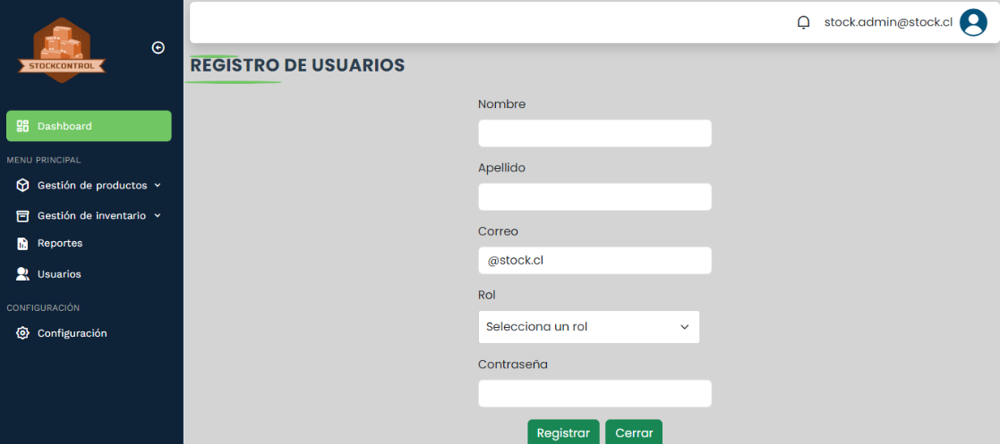 STOCKCONTROL
stock.admin@stock.cl
REGISTRO DE USUARIOS
Dashboard
MENU PRINCIPAL
Gestión de productos
Gestión de inventario
Reportes
Usuarios
CONFIGURACIÓN
Configuración
Nombre
Apellido
Correo
@stock.cl
Rol
Selecciona un rol
Contraseña
Registrar
Cerrar